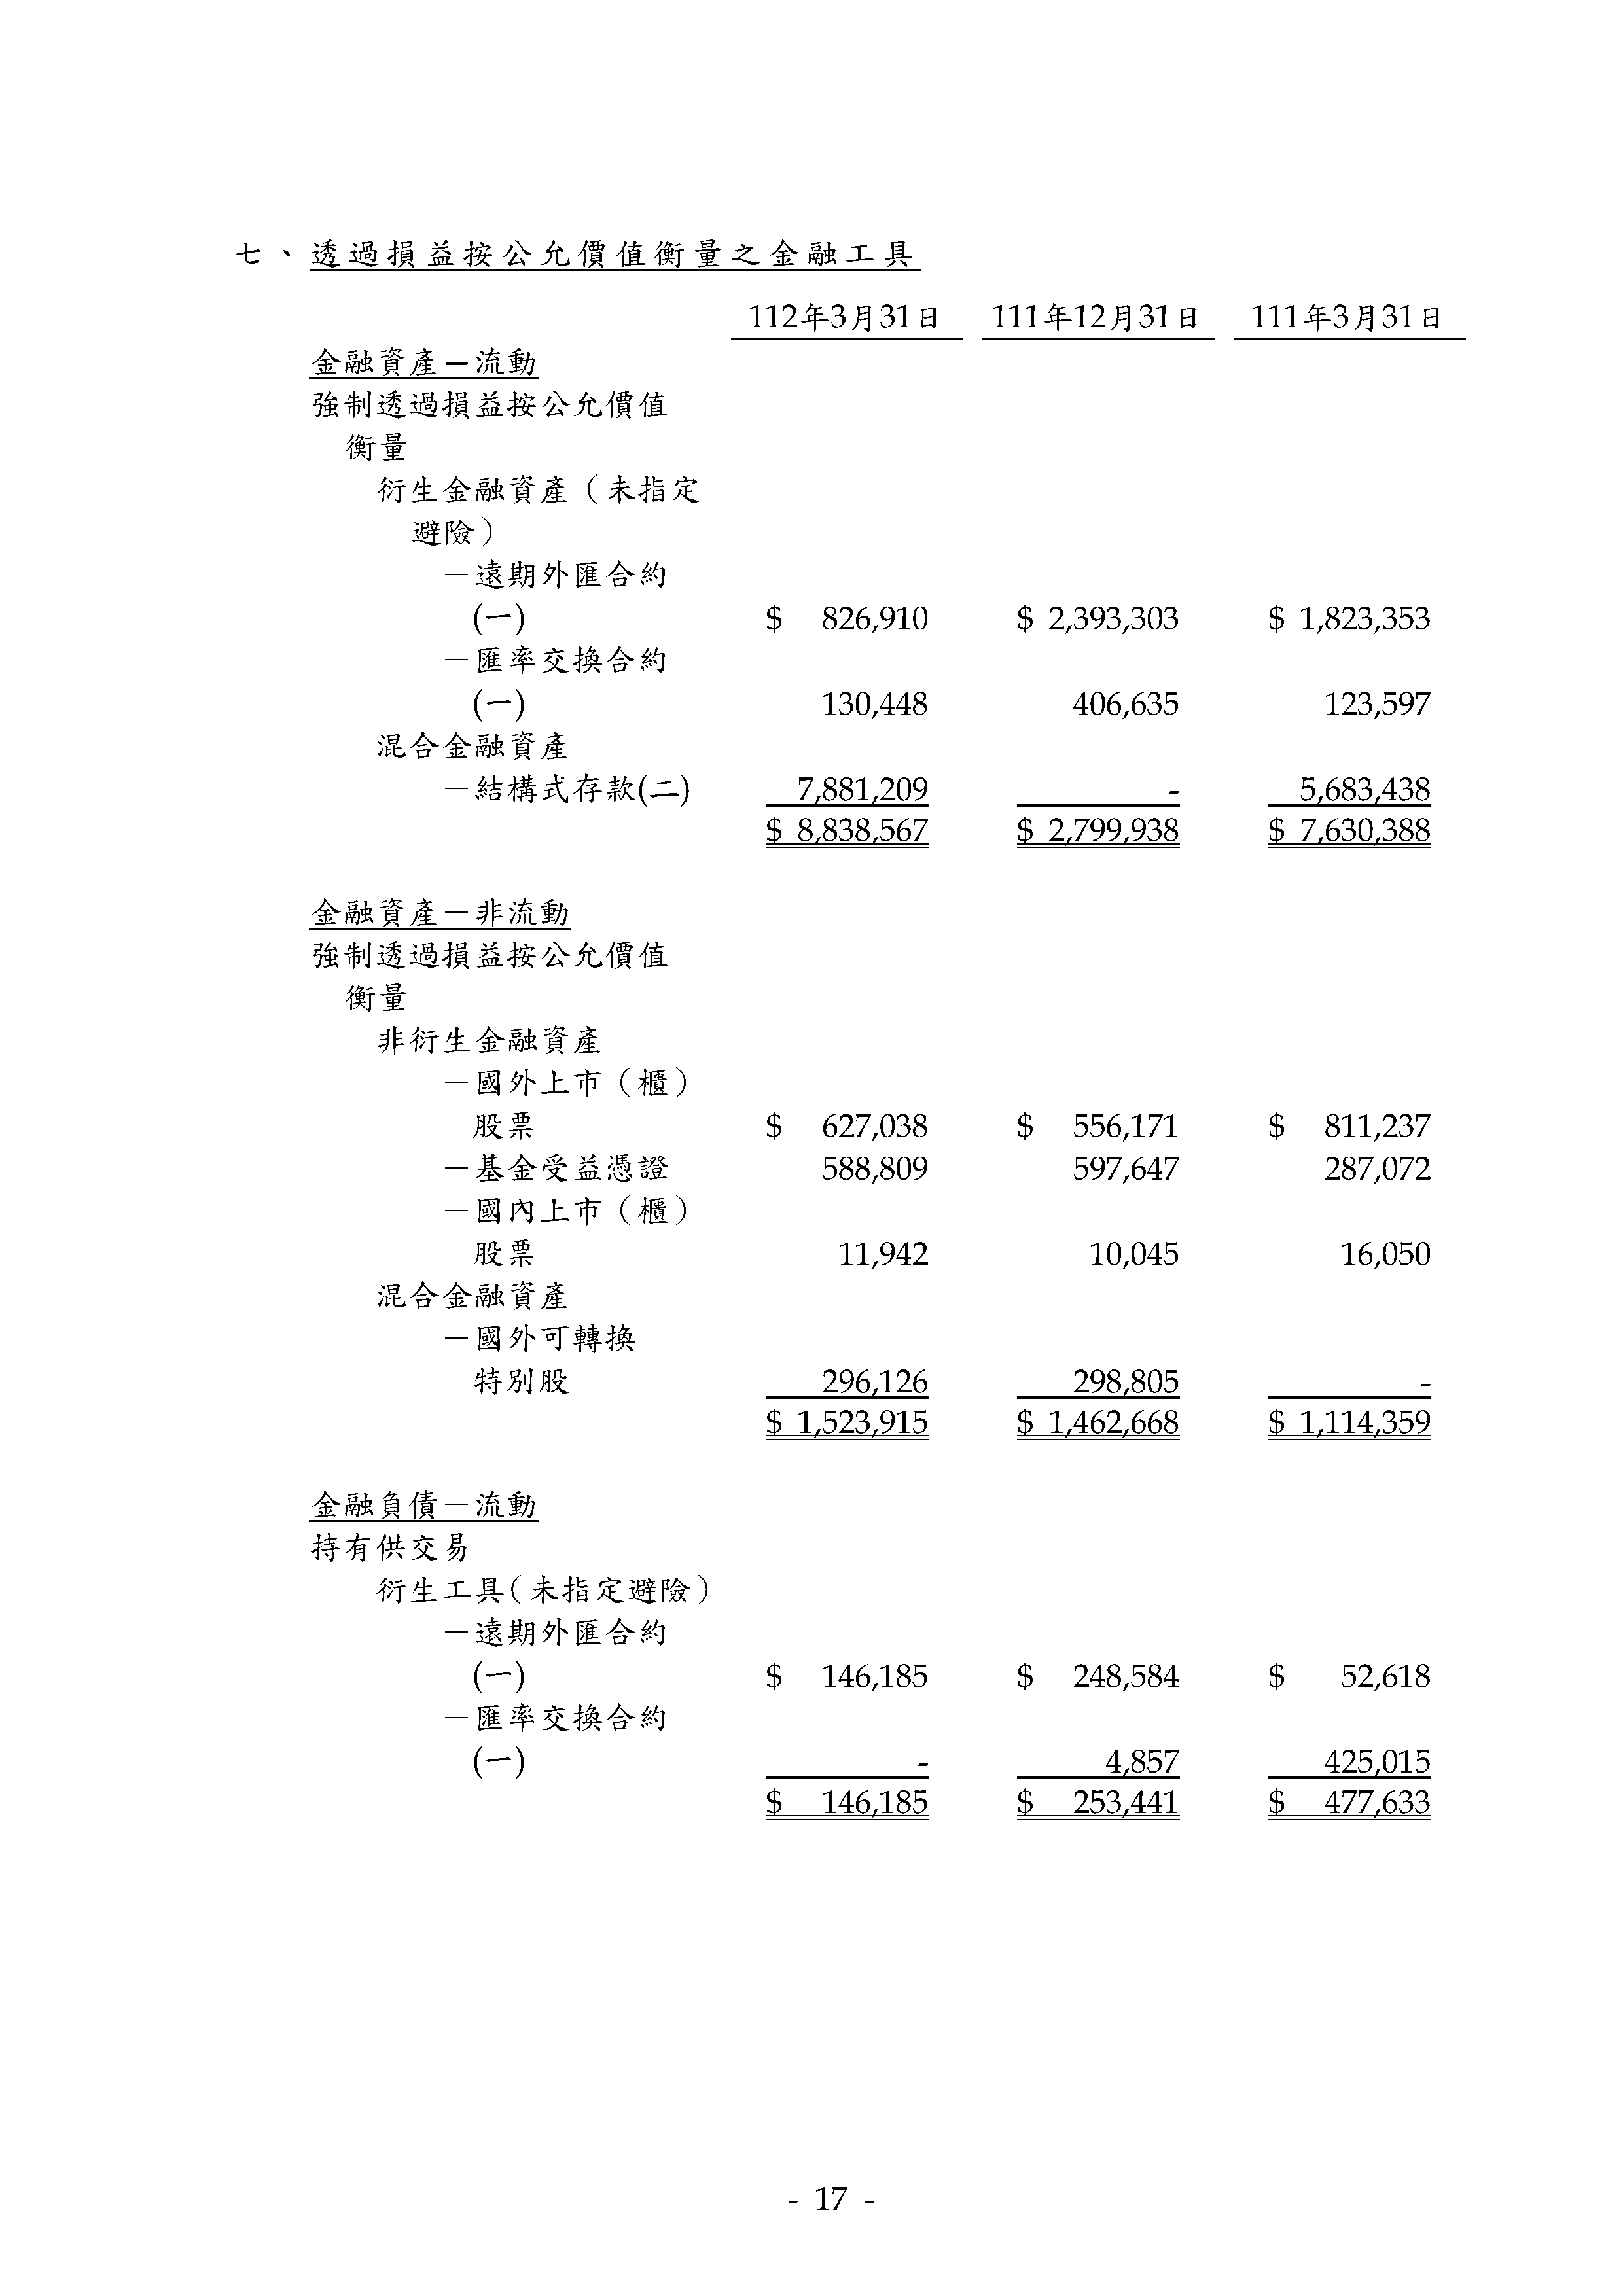 七、透過損益按公允價值衡量之金融工具
112年3月31日 111年12月31日 111年3月31日
金融資產－流動
強制透過損益按公允價值
衡量
衍生金融資產（未指定
避險）
－遠期外匯合約
(一) $ 826,910 $ 2,393,303 $ 1,823,353
－匯率交換合約
(一) 130,448 406,635 123,597
混合金融資產
－結構式存款(二) 7,881,209 - 5,683,438
$ 8,838,567 $ 2,799,938 $ 7,630,388
金融資產－非流動
強制透過損益按公允價值
衡量
非衍生金融資產
－國外上市（櫃）
股票 $ 627,038 $ 556,171 $ 811,237
－基金受益憑證 588,809 597,647 287,072
－國內上市（櫃）
股票 11,942 10,045 16,050
混合金融資產
－國外可轉換
特別股 296,126 298,805 -
$ 1,523,915 $ 1,462,668 $ 1,114,359
金融負債－流動
持有供交易
衍生工具（未指定避險）
－遠期外匯合約
(一) $ 146,185 $ 248,584 $ 52,618
－匯率交換合約
(一) - 4,857 425,015
$ 146,185 $ 253,441 $ 477,633
- 17 -